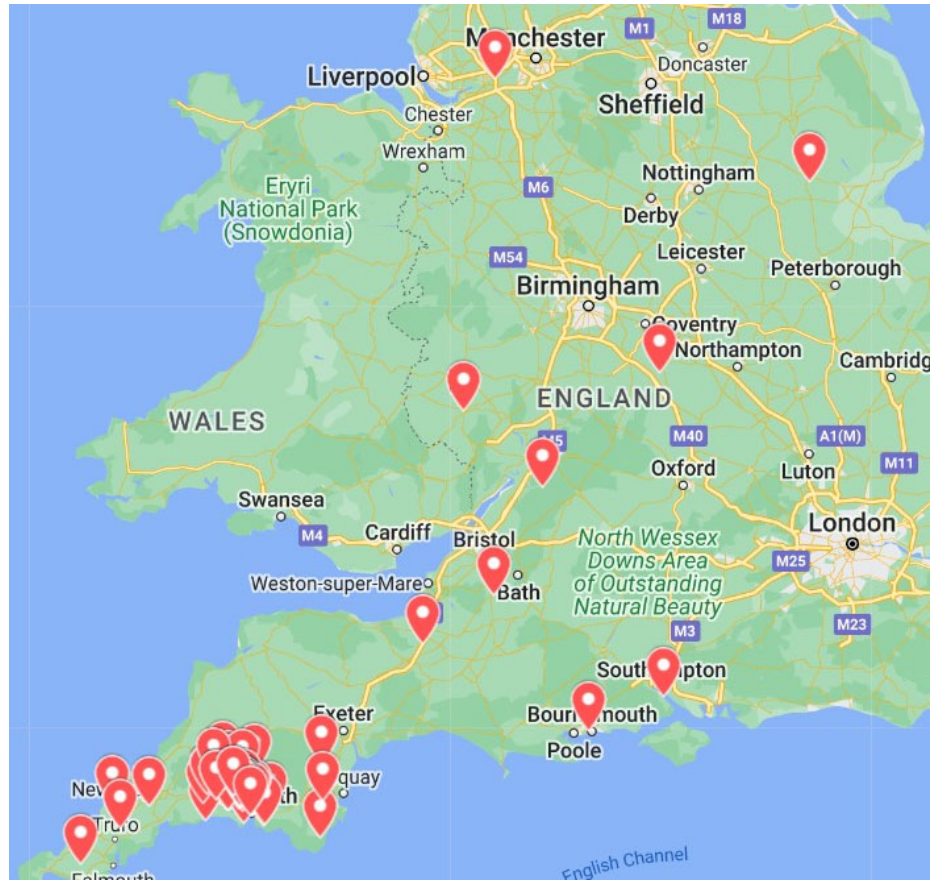 M18
M1
Manchester
Doncaster
Liverpool
Sheffield
Chester
Wrexham
Nottingham
Eryri
National Park
(Snowdonia)
M6
Derby
M54
Leicester
Peterborough
Birmingham
Coventry
Northampton
Cambridg
WALES
ENGLAND
M40
A1(M)
M5
M11
Oxford
Luton
Swansea
M4
Cardiff
Bristol
North Wessex
Downs Area
of Outstanding
Natural Beauty
London
M25
Weston-super-Mare
Bath
M23
M3
Exeter
Bournemouth
Poole
quay
New
th
Truro
Falmouth
English Channel